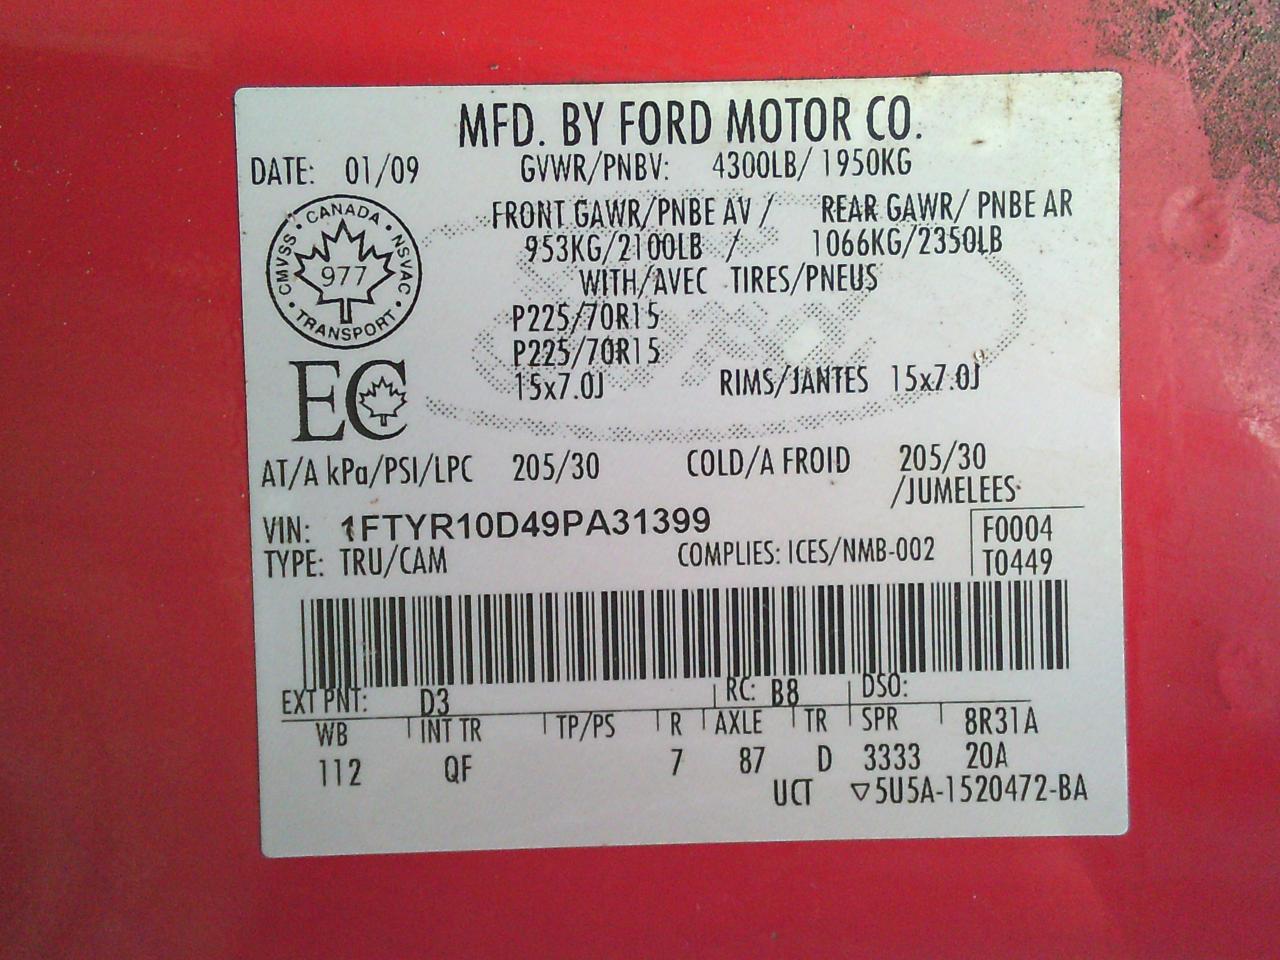 MFD. BY FORD MOTOR CO.
DATE: 01/09 GVWR/PNBV: 4300LB/ 1950KG
FRONT GAWR/PNBE AV / REAR GAWR/ PNBE AR
953KG/2100LB / 1066KG/2350LB
WITH/AVEC TIRES/PNEUS
P225/70R15
P225/70R15
15x7.0J RIMS/JANTES 15x7.0J
CANADA
CMVSS 977 NSVAC
TRANSPORT
EC
AT/A kPa/PSI/LPC 205/30 COLD/A FROID 205/30
/JUMELEES
VIN: 1FTYR10D49PA31399 F0004
TYPE: TRU/CAM COMPLIES: ICES/NMB-002 T0449
EXT PNT: D3 RC: B8 DSO:
WB INT TR TP/PS R AXLE TR SPR 8R31A
112 QF 7 87 D 3333 20A
UCT ▽5U5A-1520472-BA